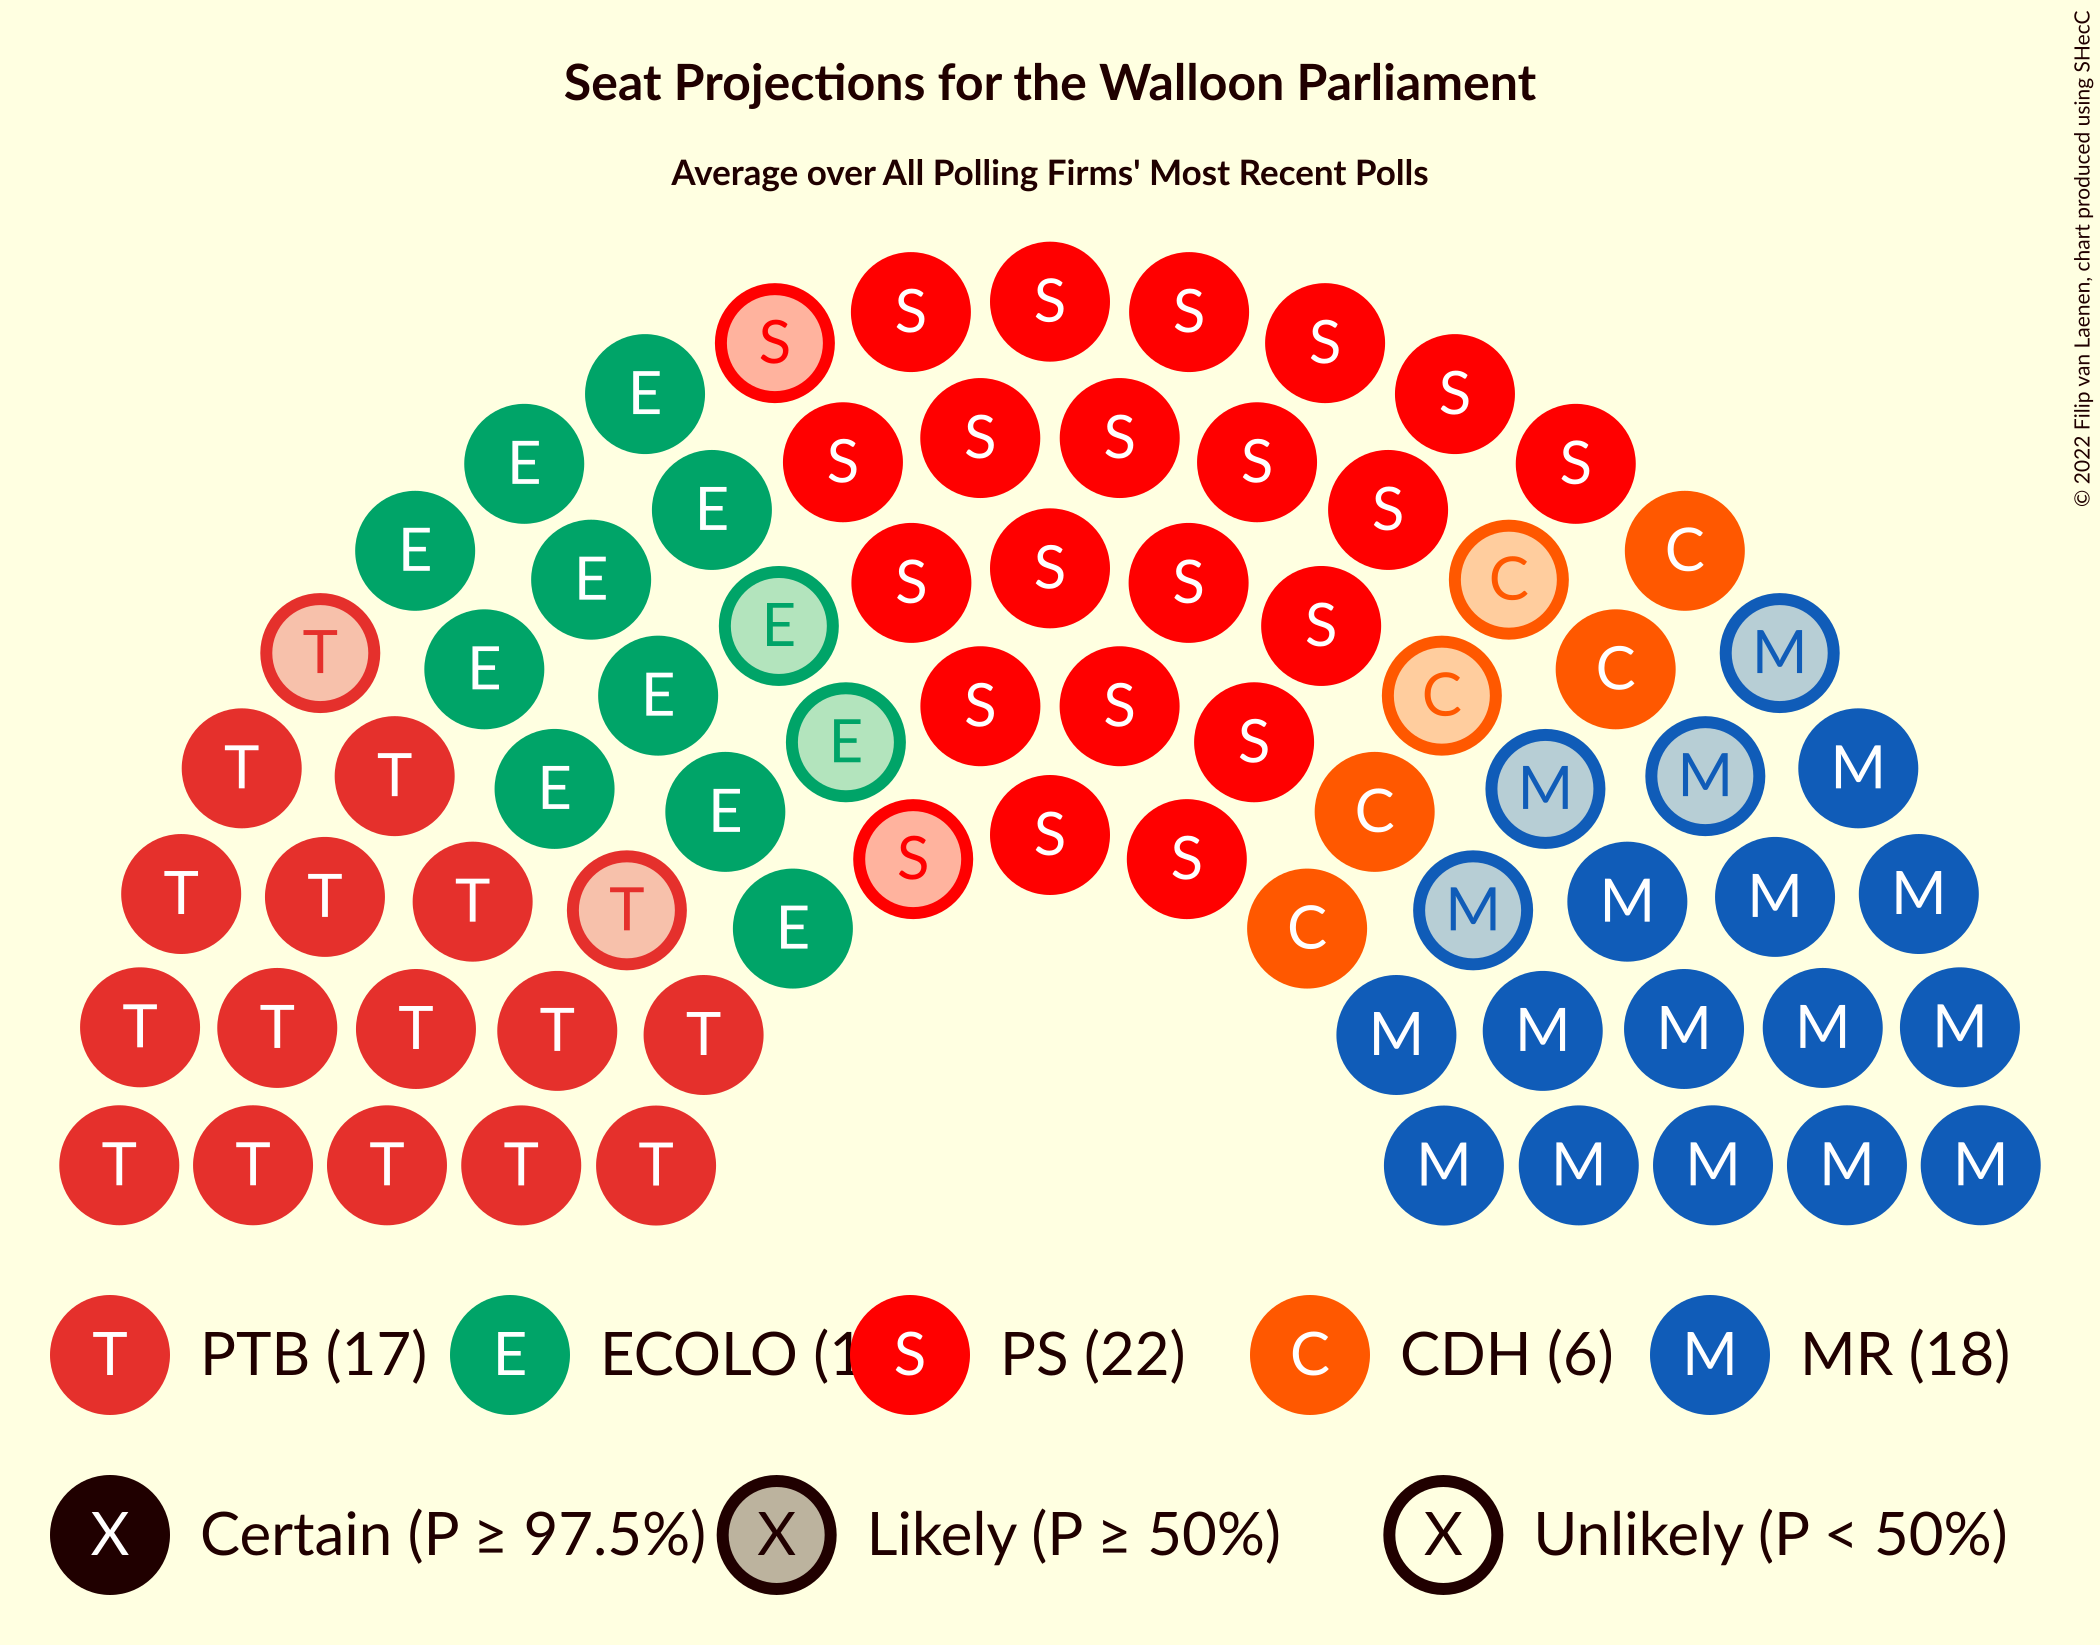 Seat Projections for the Walloon Parliament
Average over All Polling Firms' Most Recent Polls
© 2022 Filip van Laenen, chart produced using SHecC
S S S S S
E S
E S S S S S
E E S C
E S S S C
T E E S C M
E E S S C
T T E E S S S C M M M
T T T T E S S S C M M M M
T T T T T M M M M M
T T T T T M M M M M
T PTB (17) E ECOLO (1 S PS (22) C CDH (6) M MR (18)
X Certain (P ≥ 97.5%) X Likely (P ≥ 50%) X Unlikely (P < 50%)